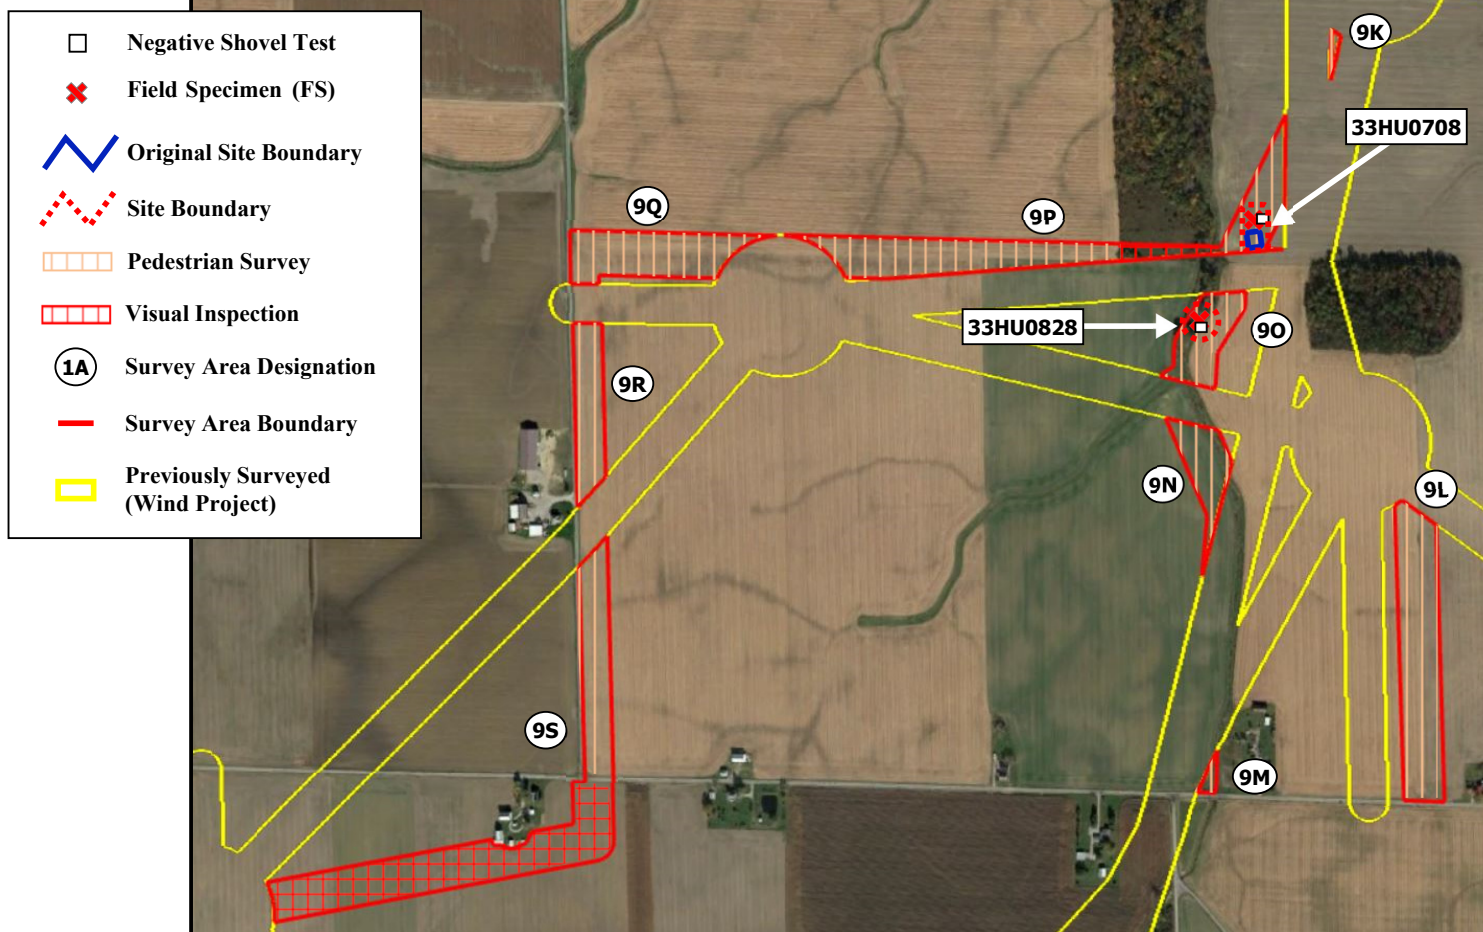 Negative Shovel Test
Field Specimen (FS)
Original Site Boundary
Site Boundary
Pedestrian Survey
Visual Inspection
1A
Survey Area Designation
Survey Area Boundary
Previously Surveyed
(Wind Project)
9K
33HU0708
9Q
9P
33HU0828
9O
9R
9N
9L
9S
9M